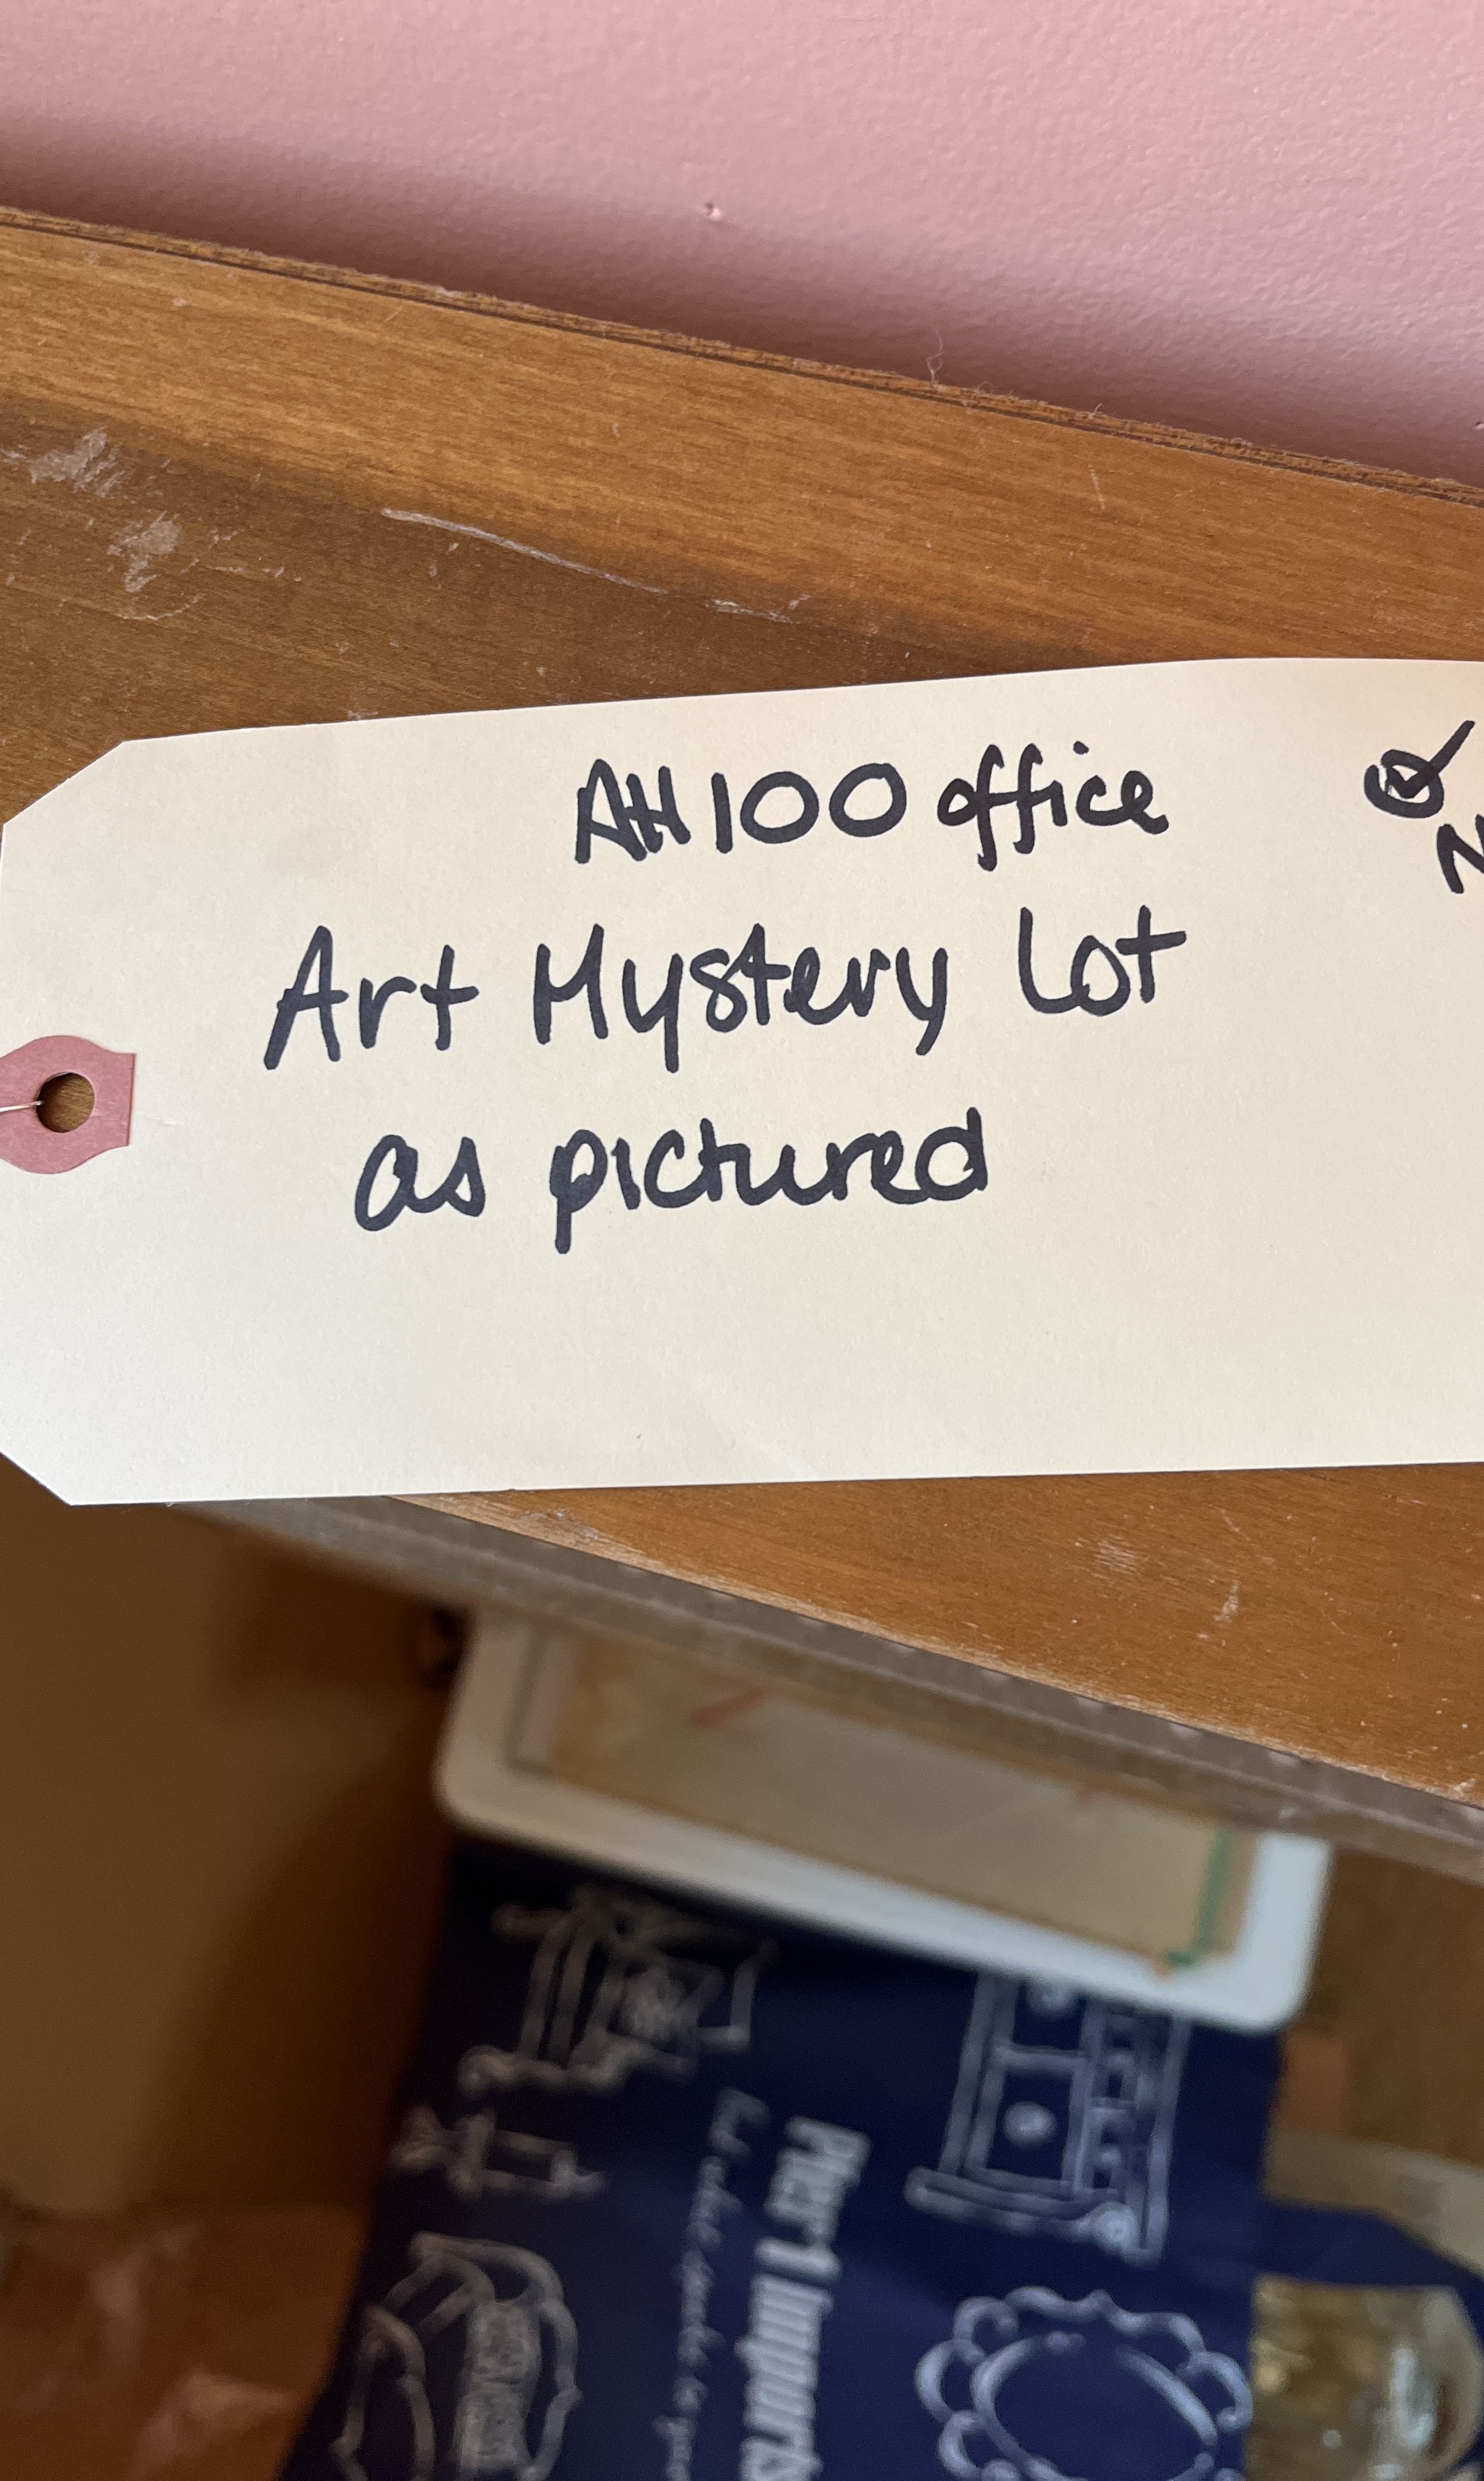 AH100 office
Art Mystery Lot
as pictured
Pier 1 Imports